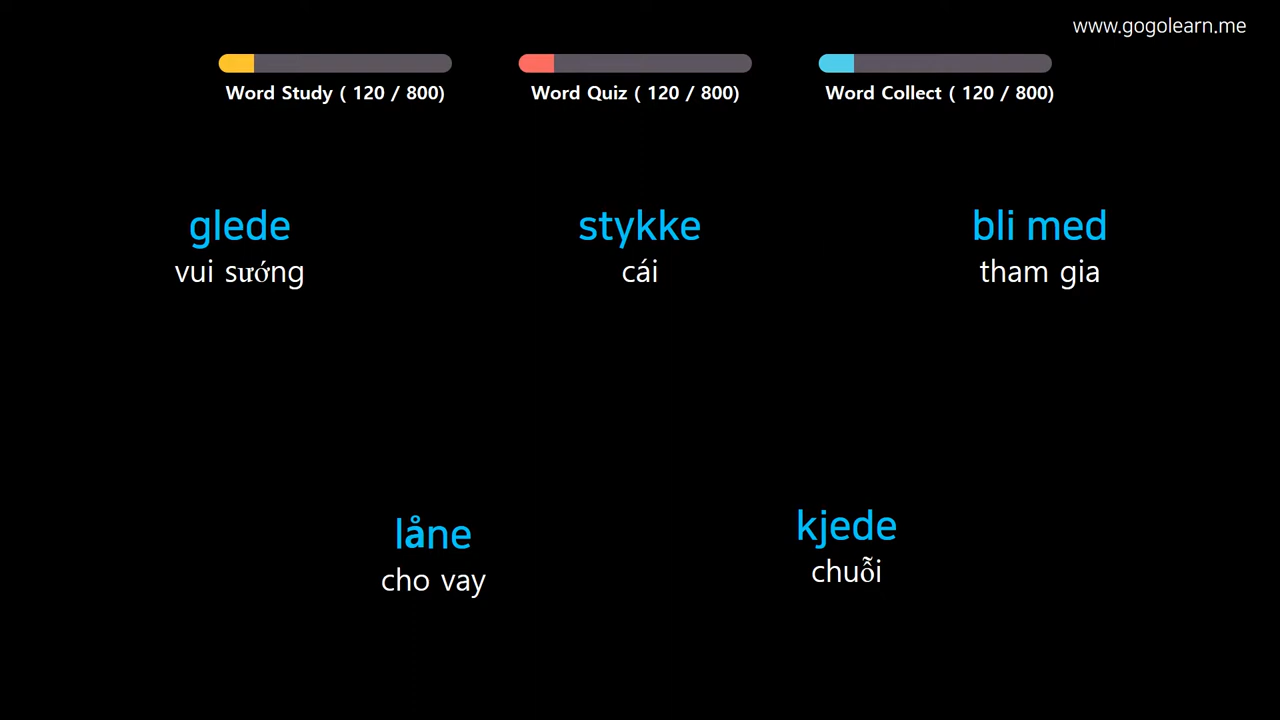 www.gogolearn.me
Word Study ( 120 / 800)
Word Quiz ( 120 / 800)
Word Collect ( 120 / 800)
glede
vui sướng
stykke
cái
bli med
tham gia
låne
cho vay
kjede
chuỗi